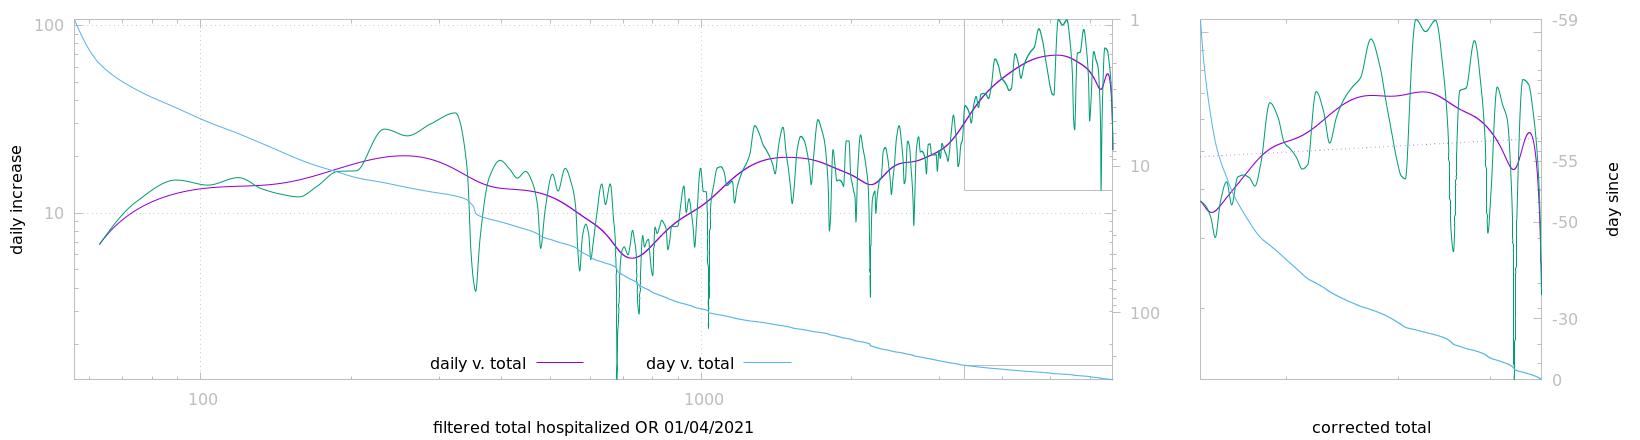 100
10
daily increase
daily v. total
day v. total
100
1000
filtered total hospitalized OR 01/04/2021
1
10
100
-59
-55
-50
-30
0
day since
corrected total